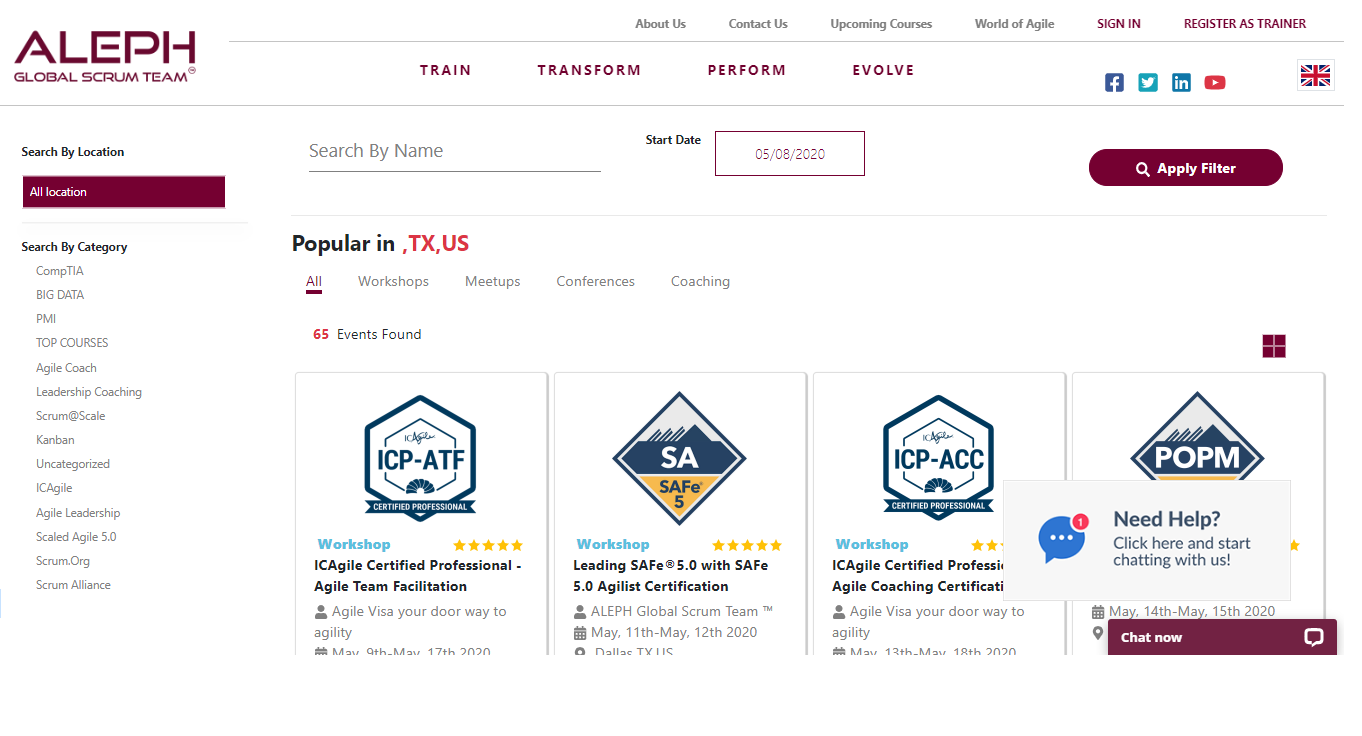 ALEPH
GLOBAL SCRUM TEAM™
About Us
Contact Us
Upcoming Courses
World of Agile
SIGN IN
REGISTER AS TRAINER
TRAIN
TRANSFORM
PERFORM
EVOLVE
Search By Location
All location
Search By Category
CompTIA
BIG DATA
PMI
TOP COURSES
Agile Coach
Leadership Coaching
Scrum@Scale
Kanban
Uncategorized
ICAgile
Agile Leadership
Scaled Agile 5.0
Scrum.Org
Scrum Alliance
Search By Name
Start Date
05/08/2020
Apply Filter
Popular in ,TX,US
All
Workshops
Meetups
Conferences
Coaching
65 Events Found
ICAgile
ICP-ATF
CERTIFIED PROFESSIONAL
Workshop
ICAgile Certified Professional -
Agile Team Facilitation
Agile Visa your door way to
agility
May, 9th-May, 17th 2020
SA
SAFe®
5
Workshop
Leading SAFe®5.0 with SAFe
5.0 Agilist Certification
ALEPH Global Scrum Team ™
May, 11th-May, 12th 2020
Dallas TX US
ICAgile
ICP-ACC
CERTIFIED PROFESSIONAL
Workshop
ICAgile Certified Professi
Agile Coaching Certificati
Agile Visa your door way to
agility
May, 13th-May, 18th 2020
POPM
May, 14th-May, 15th 2020
1
Need Help?
Click here and start
chatting with us!
Chat now